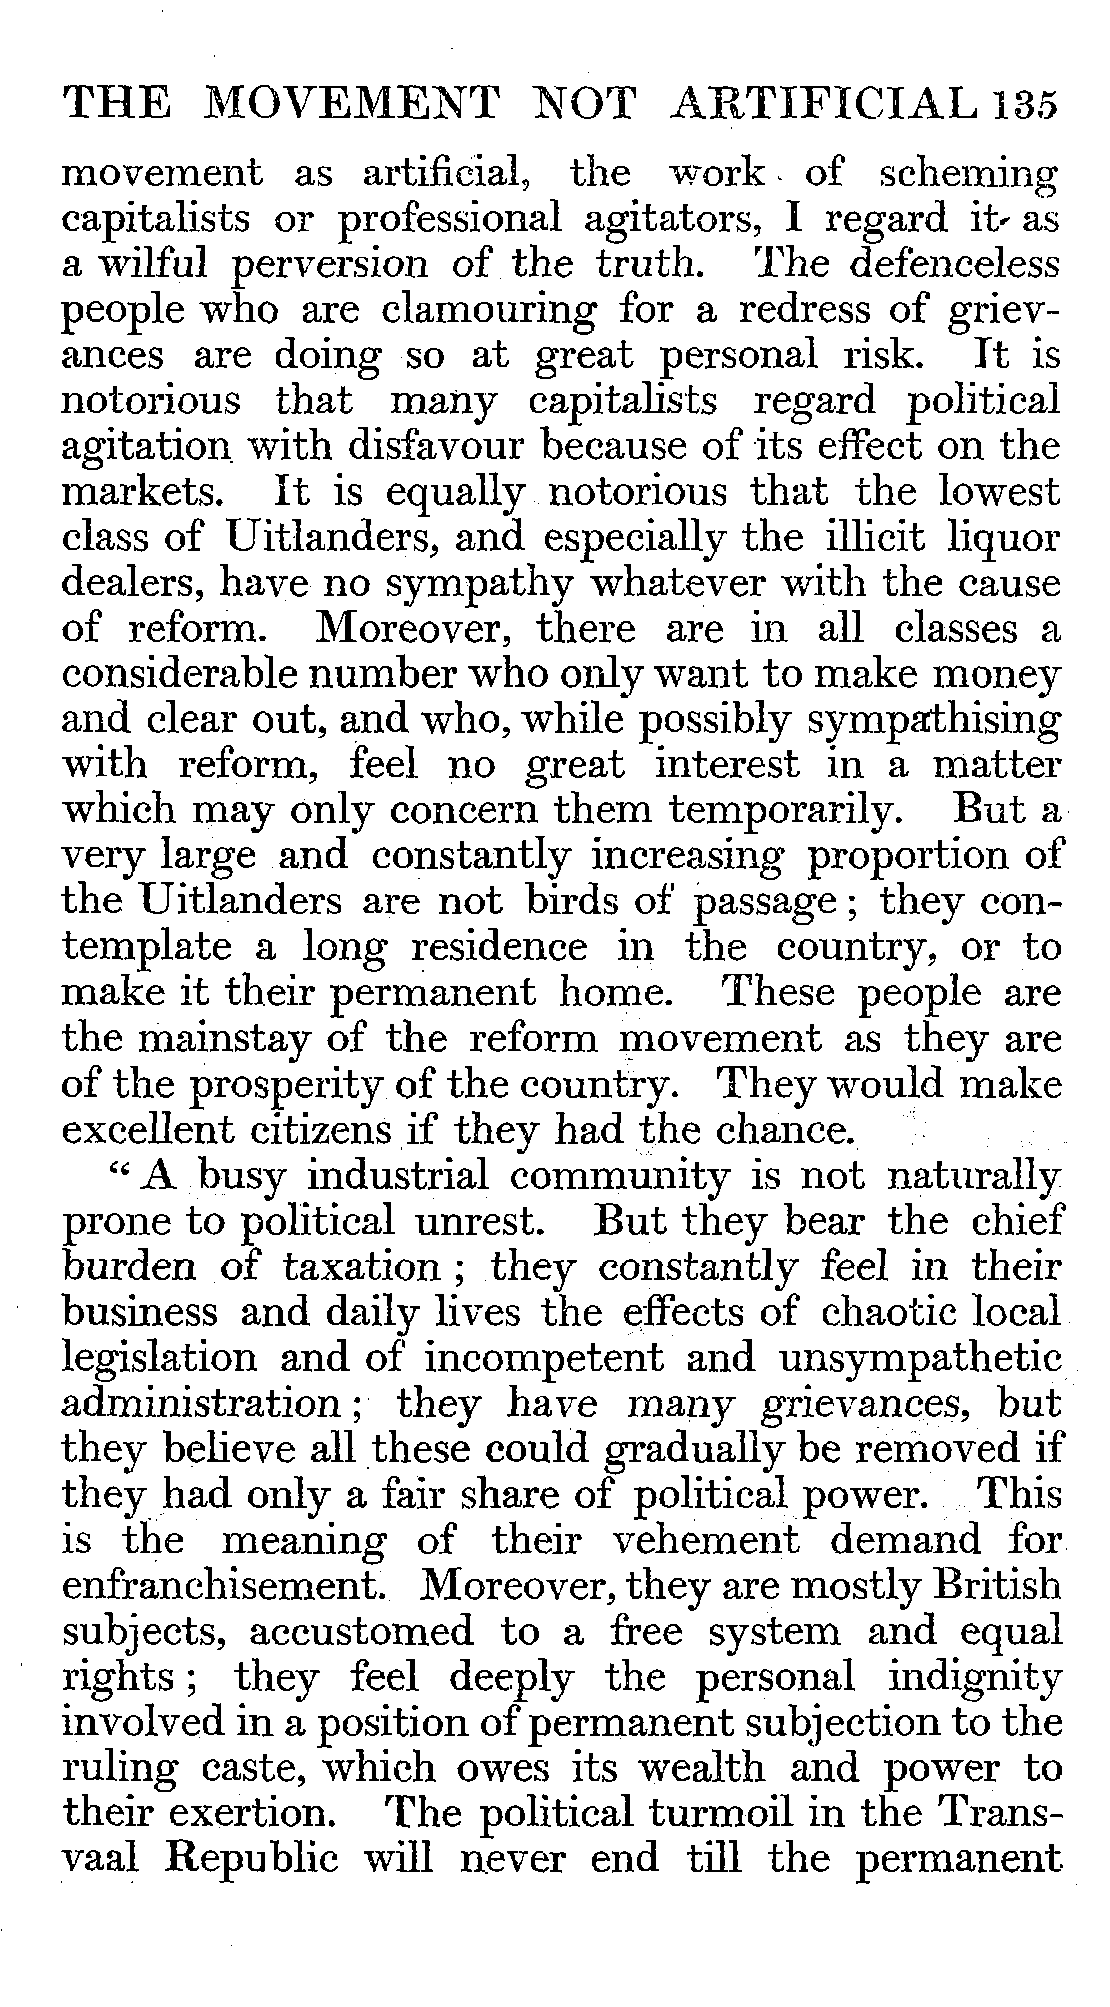 THE MOVEMENT NOT ARTIFICIAL 135
movement as artificial, the work of scheming
capitalists or professional agitators, I regard it as
a wilful perversion of the truth. The defenceless
people who are clamouring for a redress of griev-
ances are doing so at great personal risk. It is
notorious that many capitalists regard political
agitation with disfavour because of its effect on the
markets. It is equally notorious that the lowest
class of Uitlanders, and especially the illicit liquor
dealers, have no sympathy whatever with the cause
of reform. Moreover, there are in all classes a
considerable number who only want to make money
and clear out, and who, while possibly sympathising
with reform, feel no great interest in a matter
which may only concern them temporarily. But a
very large and constantly increasing proportion of
the Uitlanders are not birds of passage; they con-
template a long residence in the country, or to
make it their permanent home. These people are
the mainstay of the reform movement as they are
of the prosperity of the country. They would make
excellent citizens if they had the chance.
“A busy industrial community is not naturally
prone to political unrest. But they bear the chief
burden of taxation; they constantly feel in their
business and daily lives the effects of chaotic local
legislation and of incompetent and unsympathetic
administration; they have many grievances, but
they believe all these could gradually be removed if
they had only a fair share of political power. This
is the meaning of their vehement demand for
enfranchisement. Moreover, they are mostly British
subjects, accustomed to a free system and equal
rights; they feel deeply the personal indignity
involved in a position of permanent subjection to the
ruling caste, which owes its wealth and power to
their exertion. The political turmoil in the Trans-
vaal Republic will never end till the permanent